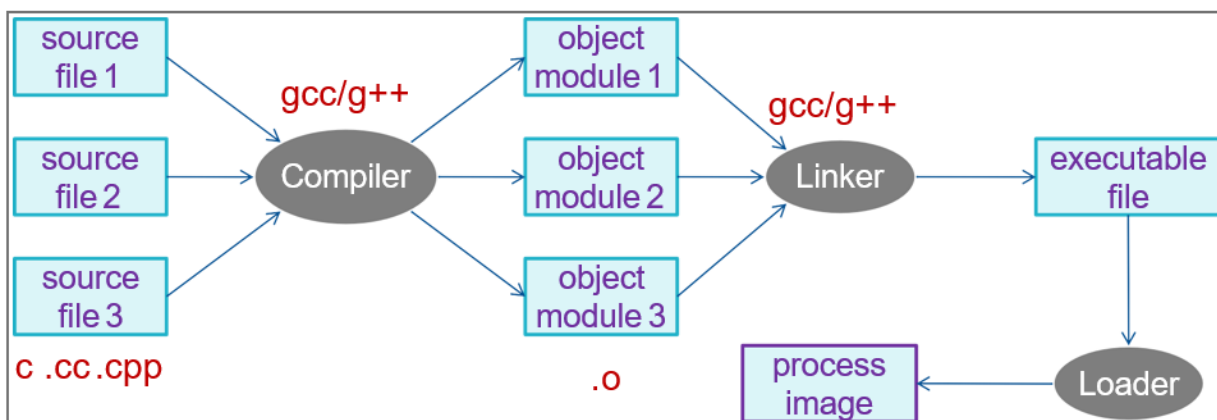 source
file 1
object
module 1
gcc/g++
gcc/g++
source
file 2
Compiler
object
module 2
Linker
executable
file
source
file 3
object
module 3
c .cc .cpp
.o
process
image
Loader